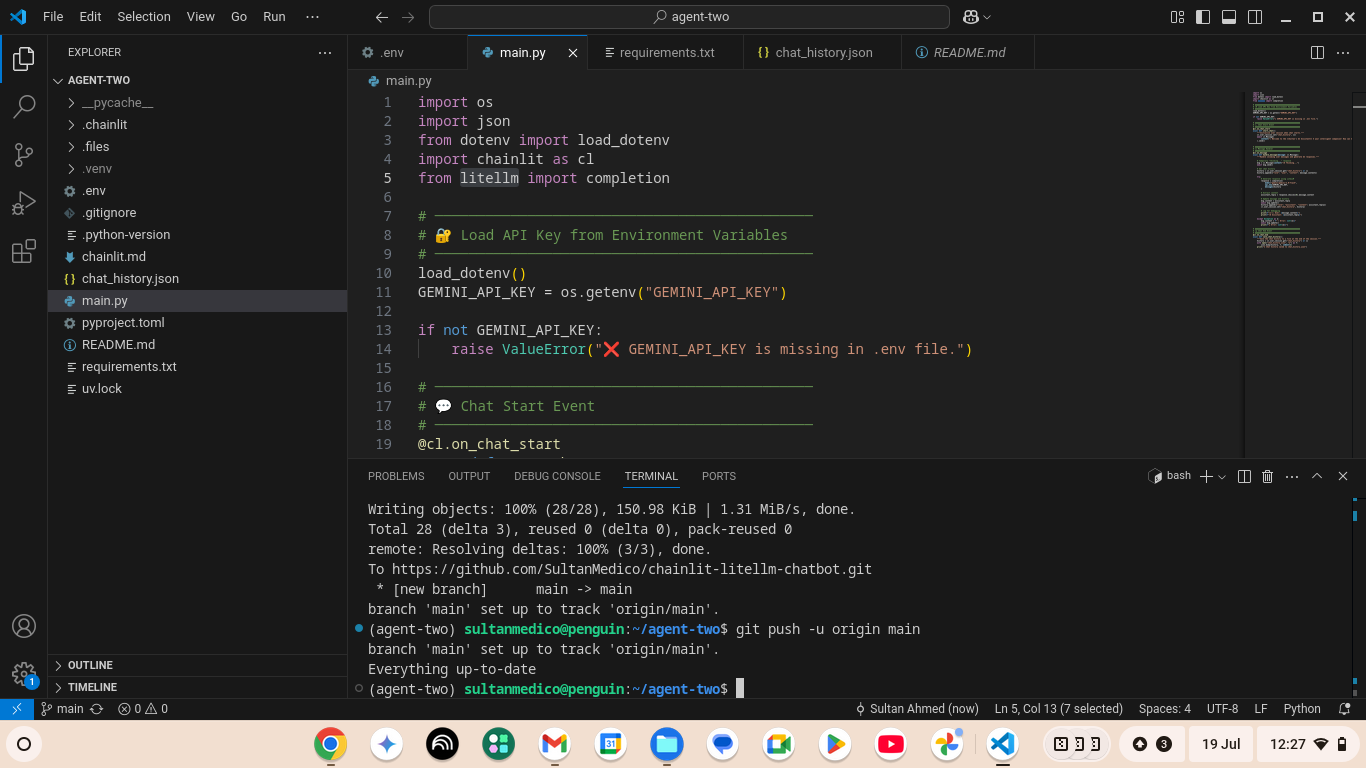 File Edit Selection View Go Run ··· agent-two
EXPLORER ···
AGENT-TWO
__pycache__
.chainlit
.files
.venv
.env
.gitignore
.python-version
chainlit.md
chat_history.json
main.py
pyproject.toml
README.md
requirements.txt
uv.lock
OUTLINE
TIMELINE
.env main.py requirements.txt chat_history.json README.md ···
main.py
1 import os
2 import json
3 from dotenv import load_dotenv
4 import chainlit as cl
5 from litellm import completion
6
7 # ─────────────────────────────────────────────
8 # 🔐 Load API Key from Environment Variables
9 # ─────────────────────────────────────────────
10 load_dotenv()
11 GEMINI_API_KEY = os.getenv("GEMINI_API_KEY")
12
13 if not GEMINI_API_KEY:
14 raise ValueError("❌ GEMINI_API_KEY is missing in .env file.")
15
16 # ─────────────────────────────────────────────
17 # 💬 Chat Start Event
18 # ─────────────────────────────────────────────
19 @cl.on_chat_start
PROBLEMS OUTPUT DEBUG CONSOLE TERMINAL PORTS bash ···
Writing objects: 100% (28/28), 150.98 KiB | 1.31 MiB/s, done.
Total 28 (delta 3), reused 0 (delta 0), pack-reused 0
remote: Resolving deltas: 100% (3/3), done.
To https://github.com/SultanMedico/chainlit-litellm-chatbot.git
 * [new branch]      main -> main
branch 'main' set up to track 'origin/main'.
(agent-two) sultanmedico@penguin:~/agent-two$ git push -u origin main
branch 'main' set up to track 'origin/main'.
Everything up-to-date
(agent-two) sultanmedico@penguin:~/agent-two$
1
main 0 0 Sultan Ahmed (now) Ln 5, Col 13 (7 selected) Spaces: 4 UTF-8 LF Python
31 3 19 Jul 12:27